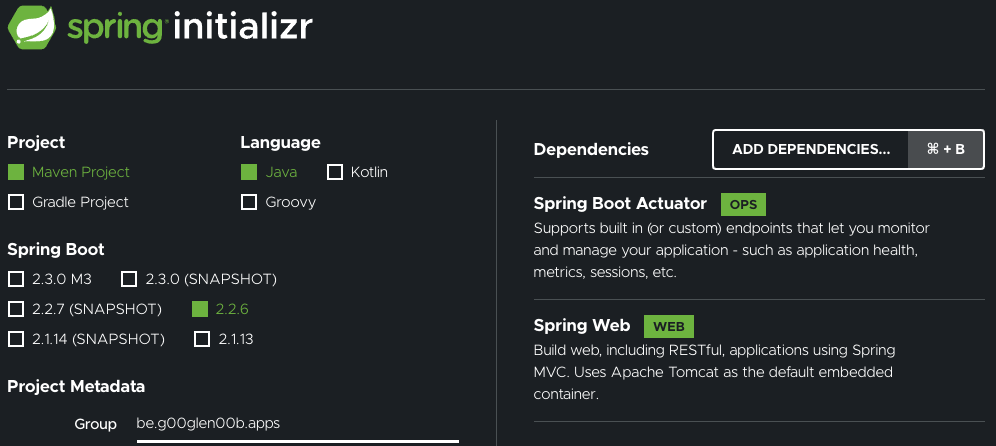 spring initializr
Project
Maven Project
Gradle Project
Language
Java Kotlin
Groovy
Spring Boot
2.3.0 M3 2.3.0 (SNAPSHOT)
2.2.7 (SNAPSHOT) 2.2.6
2.1.14 (SNAPSHOT) 2.1.13
Project Metadata
Group be.g00glen00b.apps
Dependencies ADD DEPENDENCIES... ⌘ + B
Spring Boot Actuator OPS
Supports built in (or custom) endpoints that let you monitor
and manage your application - such as application health,
metrics, sessions, etc.
Spring Web WEB
Build web, including RESTful, applications using Spring
MVC. Uses Apache Tomcat as the default embedded
container.